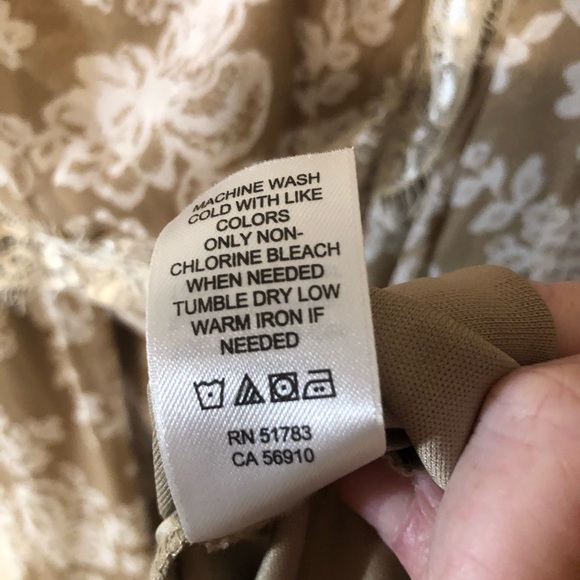 MACHINE WASH
COLD WITH LIKE
COLORS
ONLY NON-
CHLORINE BLEACH
WHEN NEEDED
TUMBLE DRY LOW
WARM IRON IF
NEEDED
RN 51783
CA 56910